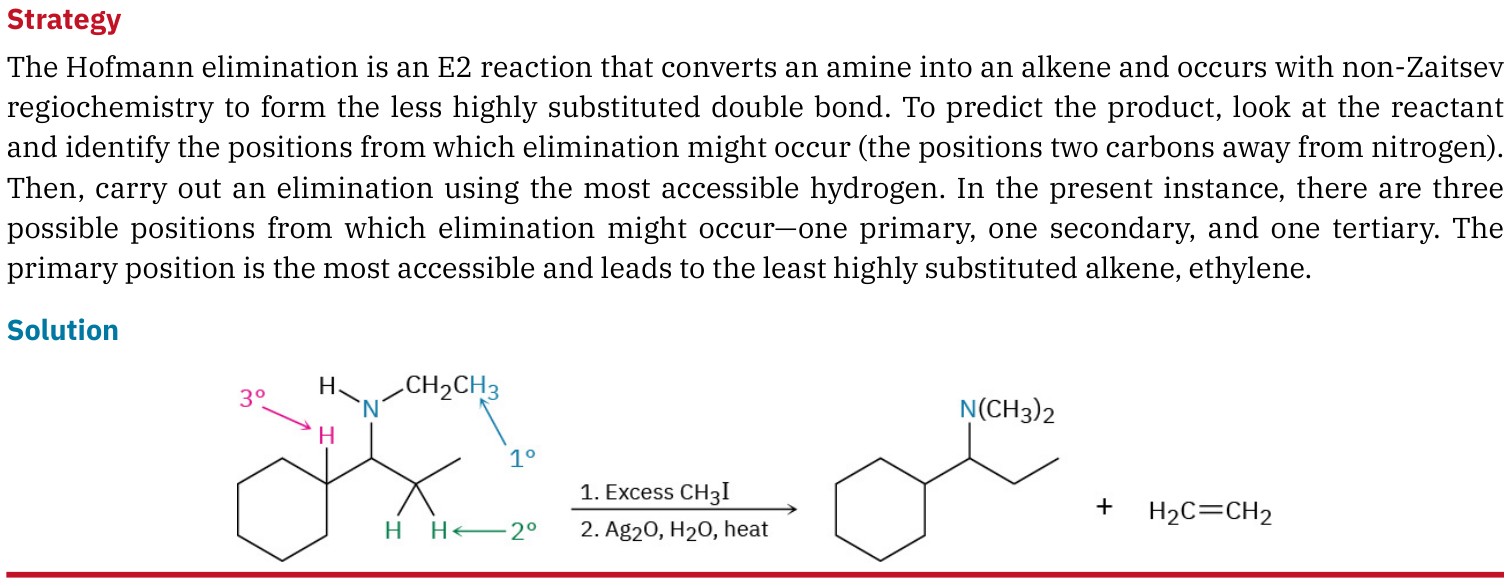 Strategy
The Hofmann elimination is an E2 reaction that converts an amine into an alkene and occurs with non-Zaitsev
regiochemistry to form the less highly substituted double bond. To predict the product, look at the reactant
and identify the positions from which elimination might occur (the positions two carbons away from nitrogen).
Then, carry out an elimination using the most accessible hydrogen. In the present instance, there are three
possible positions from which elimination might occur—one primary, one secondary, and one tertiary. The
primary position is the most accessible and leads to the least highly substituted alkene, ethylene.
Solution
H CH₂CH₃
3° N N(CH₃)₂
H
1°
1. Excess CH₃I
H H 2° 2. Ag₂O, H₂O, heat + H₂C=CH₂